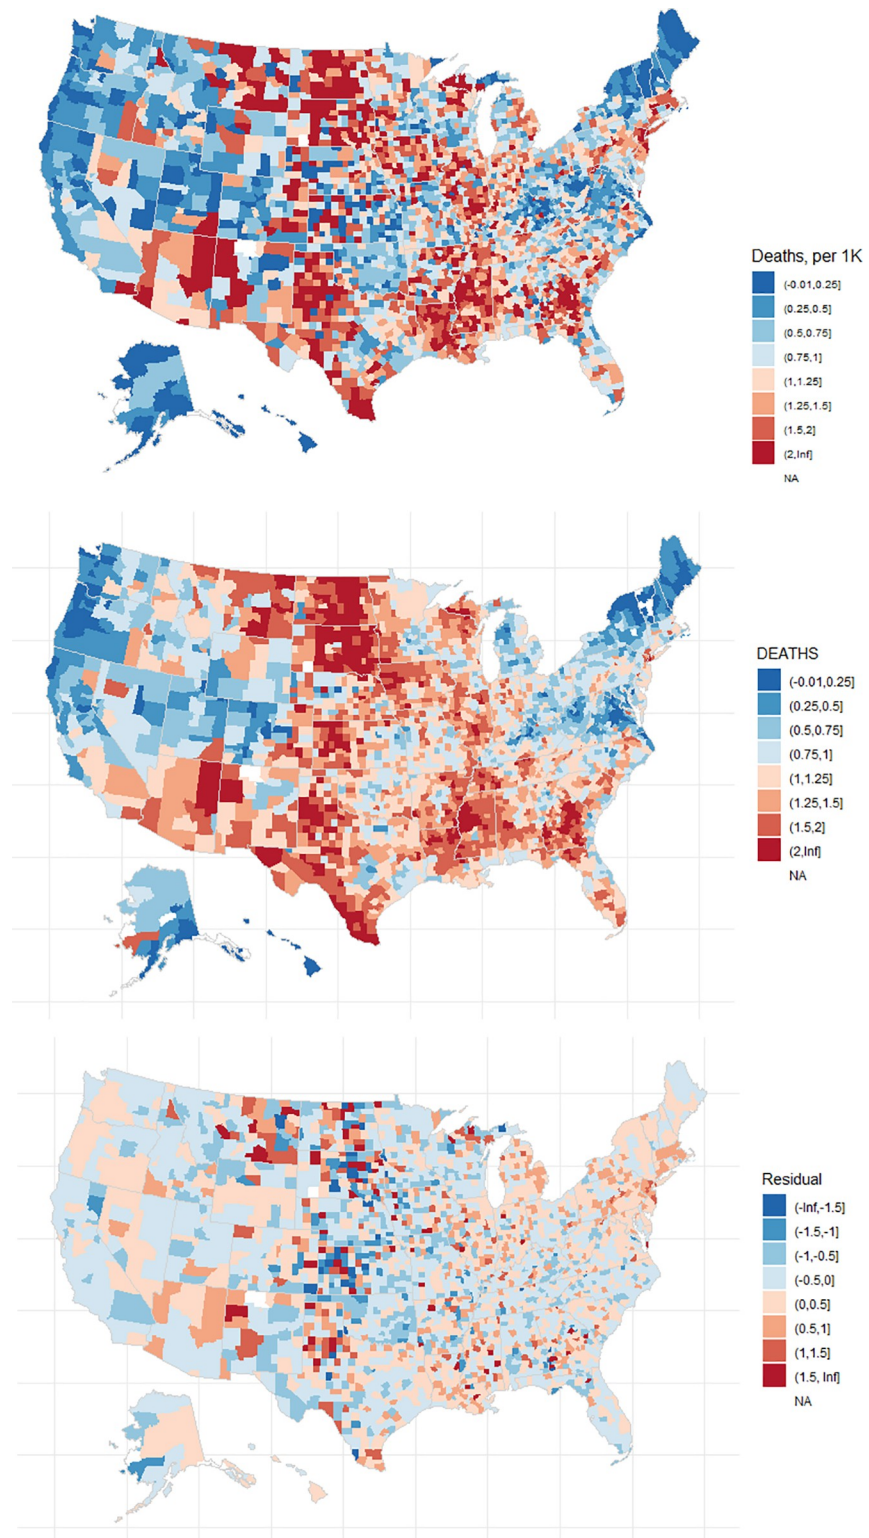 Deaths, per 1K
(-0.01,0.25]
(0.25,0.5]
(0.5,0.75]
(0.75,1]
(1,1.25]
(1.25,1.5]
(1.5,2]
(2,Inf]
NA
DEATHS
(-0.01,0.25]
(0.25,0.5]
(0.5,0.75]
(0.75,1]
(1,1.25]
(1.25,1.5]
(1.5,2]
(2,Inf]
NA
Residual
(-Inf,-1.5]
(-1.5,-1]
(-1,-0.5]
(-0.5,0]
(0,0.5]
(0.5,1]
(1,1.5]
(1.5, Inf]
NA